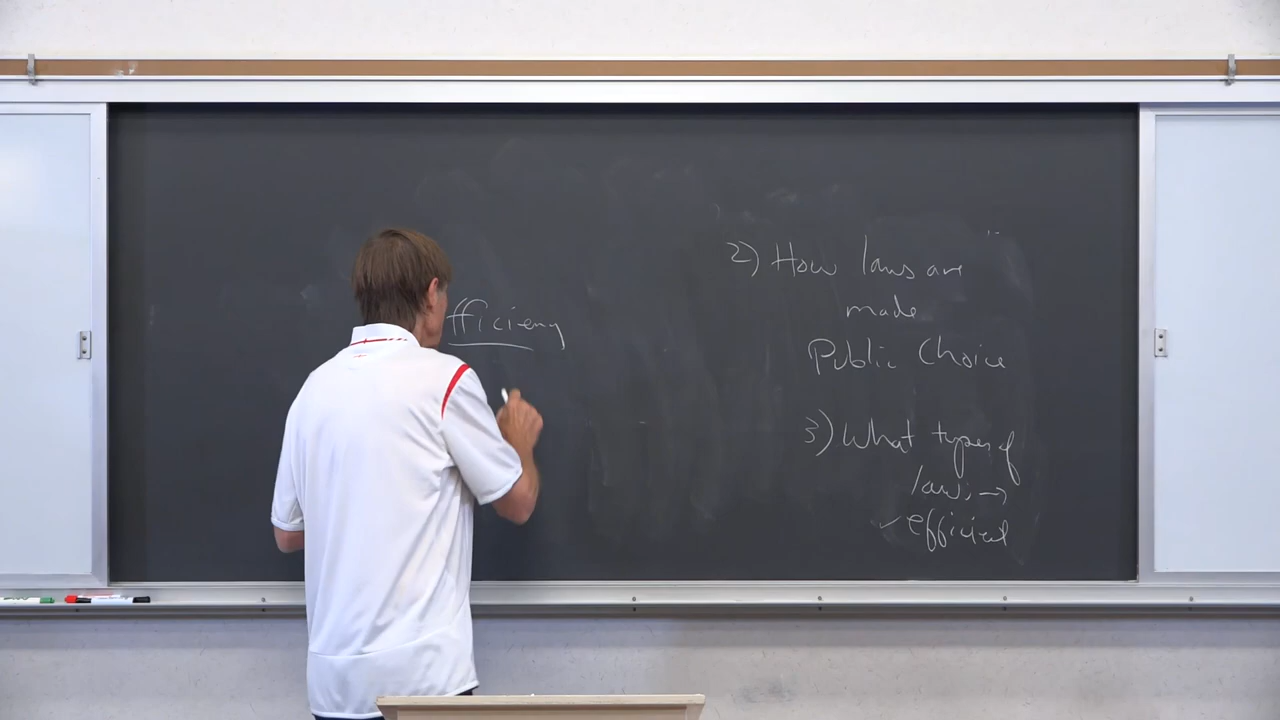 fficiency
2) How laws are
made
Public Choice
3) What types of
laws →
✓ efficient